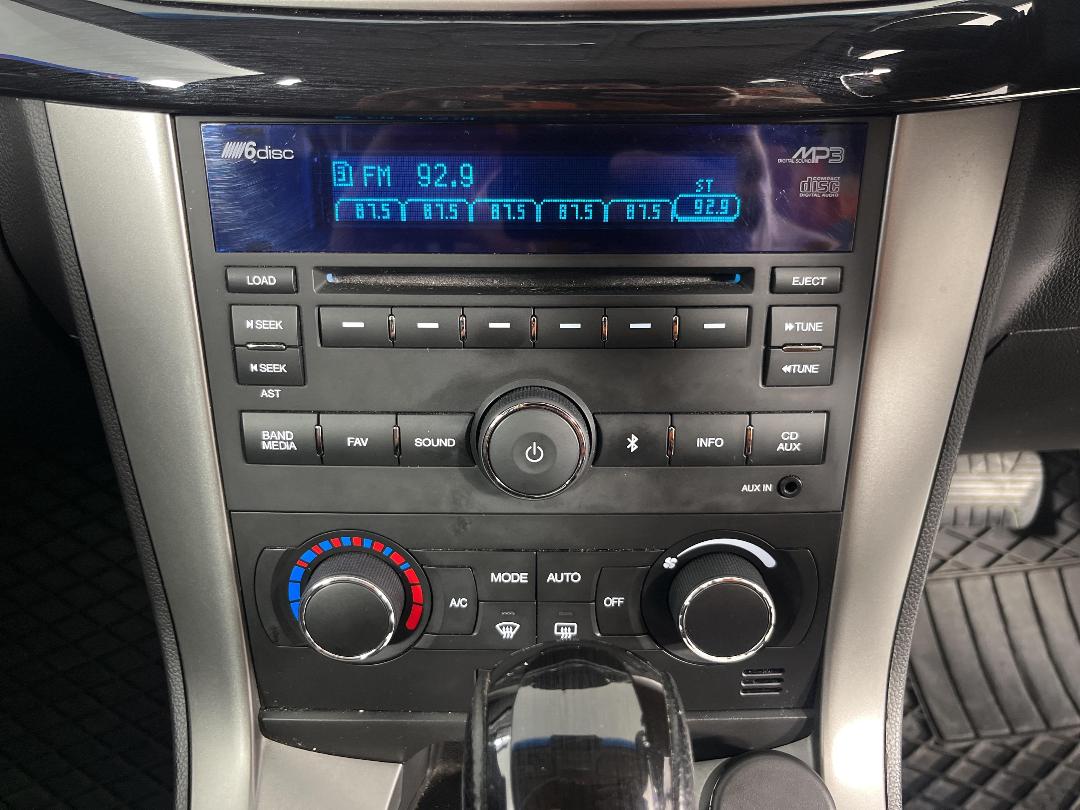 6disc
MP3
DIGITAL SOUND
3 FM 92.9
COMPACT
disc
DIGITAL AUDIO
ST
87.5 87.5 87.5 87.5 87.5 92.9
LOAD
EJECT
SEEK
TUNE
SEEK
TUNE
AST
BAND
MEDIA
FAV
SOUND
INFO
CD
AUX
AUX IN
MODE
AUTO
A/C
OFF